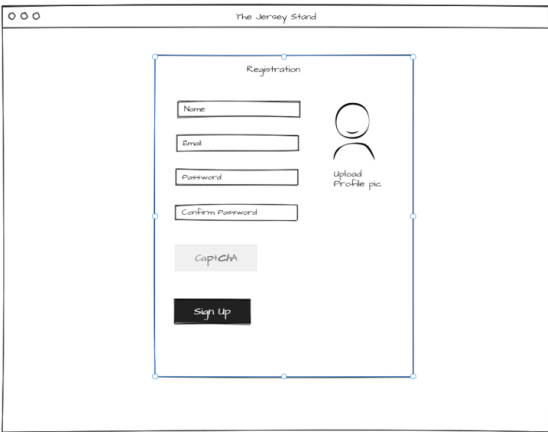 The Jersey Stand
Registration
Name
Email
Password
Confirm Password
Upload
Profile pic
CaptChA
Sign Up